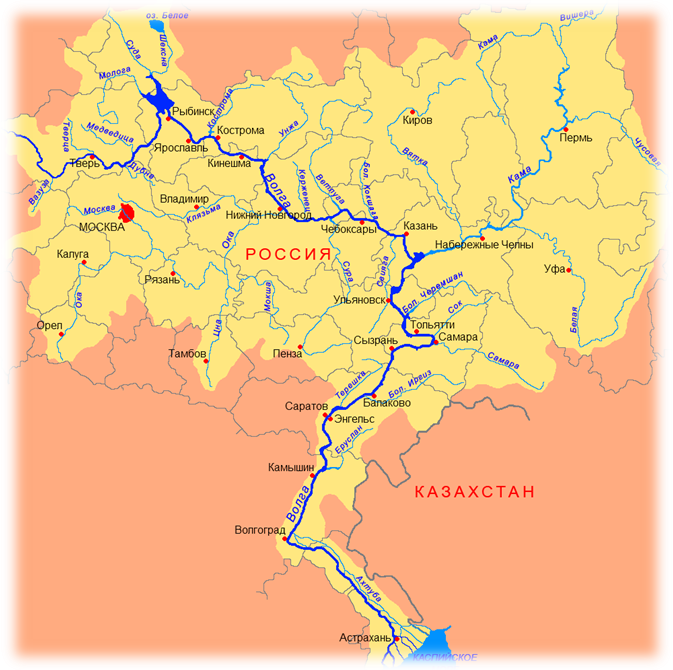 оз. Белое
Вишера
Суда
Шексна
Кама
Молога
Рыбинск
Кострома
Унжа
Киров
Тверца
Медведица
Кострома
Пермь
Чусовая
Ярославль
Кинешма
Вятка
Тверь
Дубна
Волга
Керженец
Ветлуга
Бол. Кокшага
Кама
Вазуза
Владимир
Москва
Клязьма
Нижний Новгород
МОСКВА
Чебоксары
Казань
Ока
Набережные Челны
Калуга
РОССИЯ
Рязань
Сура
Свияга
Уфа
Ока
Мокша
Ульяновск
Бол. Черемшан
Сок
Белая
Орел
Цна
Тольятти
Тамбов
Пенза
Сызрань
Самара
Самара
Терешка
Бол. Иргиз
Саратов
Балаково
Энгельс
Еруслан
Камышин
КАЗАХСТАН
Волга
Волгоград
Ахтуба
Астрахань
КАСПИЙСКОЕ